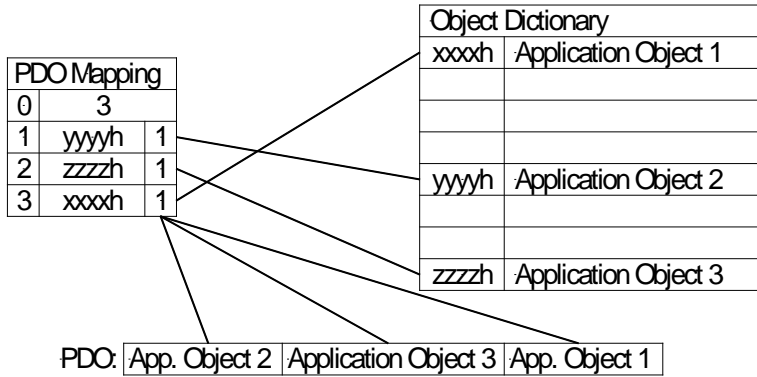 Object Dictionary
xxxxh Application Object 1
PDO Mapping
0 3
1 yyyyh 1
2 zzzzh 1
3 xxxxh 1
yyyyh Application Object 2
zzzzh Application Object 3
PDO: App. Object 2 Application Object 3 App. Object 1